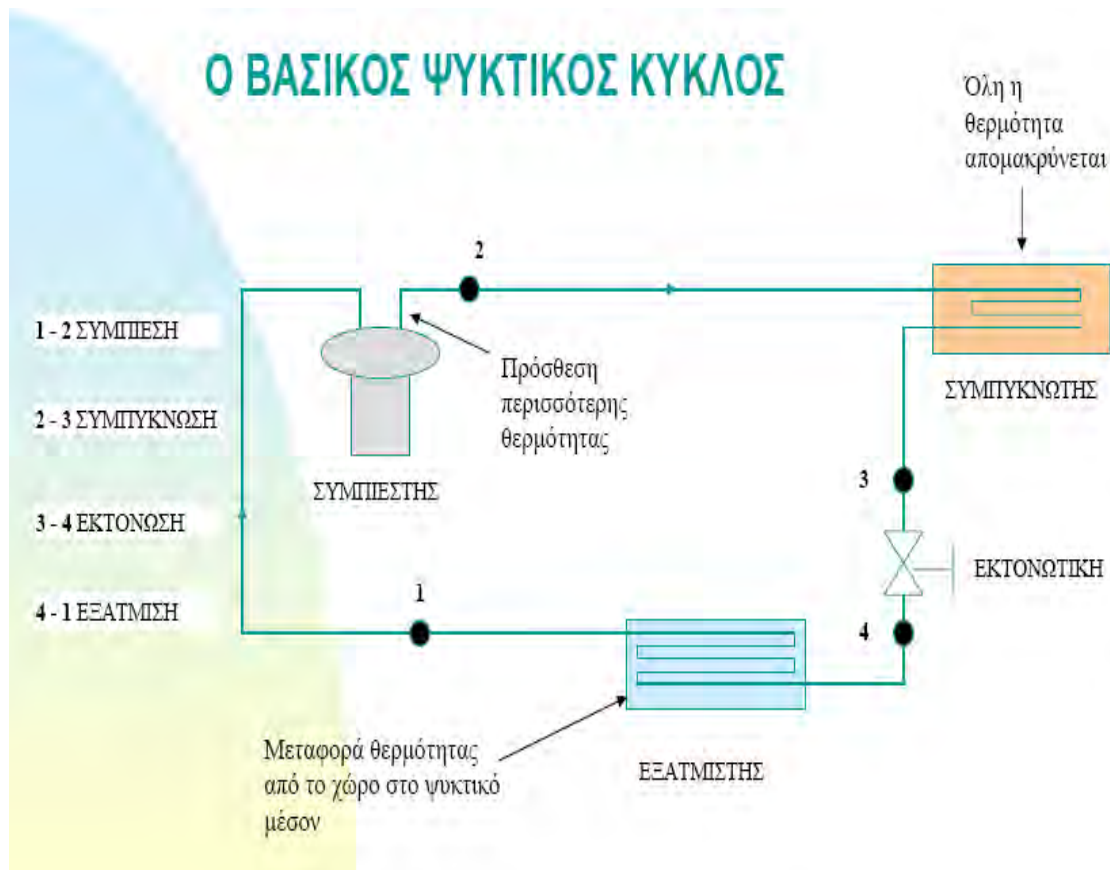 Ο ΒΑΣΙΚΟΣ ΨΥΚΤΙΚΟΣ ΚΥΚΛΟΣ
Όλη η
θερμότητα
απομακρύνεται
2
1 - 2 ΣΥΜΠΙΕΣΗ
2 - 3 ΣΥΜΠΥΚΝΩΣΗ
3 - 4 ΕΚΤΟΝΩΣΗ
4 - 1 ΕΞΑΤΜΙΣΗ
Πρόσθεση
περισσότερης
θερμότητας
ΣΥΜΠΙΕΣΤΗΣ
ΣΥΜΠΥΚΝΩΤΗΣ
3
ΕΚΤΟΝΩΤΙΚΗ
1
4
Μεταφορά θερμότητας
από το χώρο στο ψυκτικό
μέσον
ΕΞΑΤΜΙΣΤΗΣ